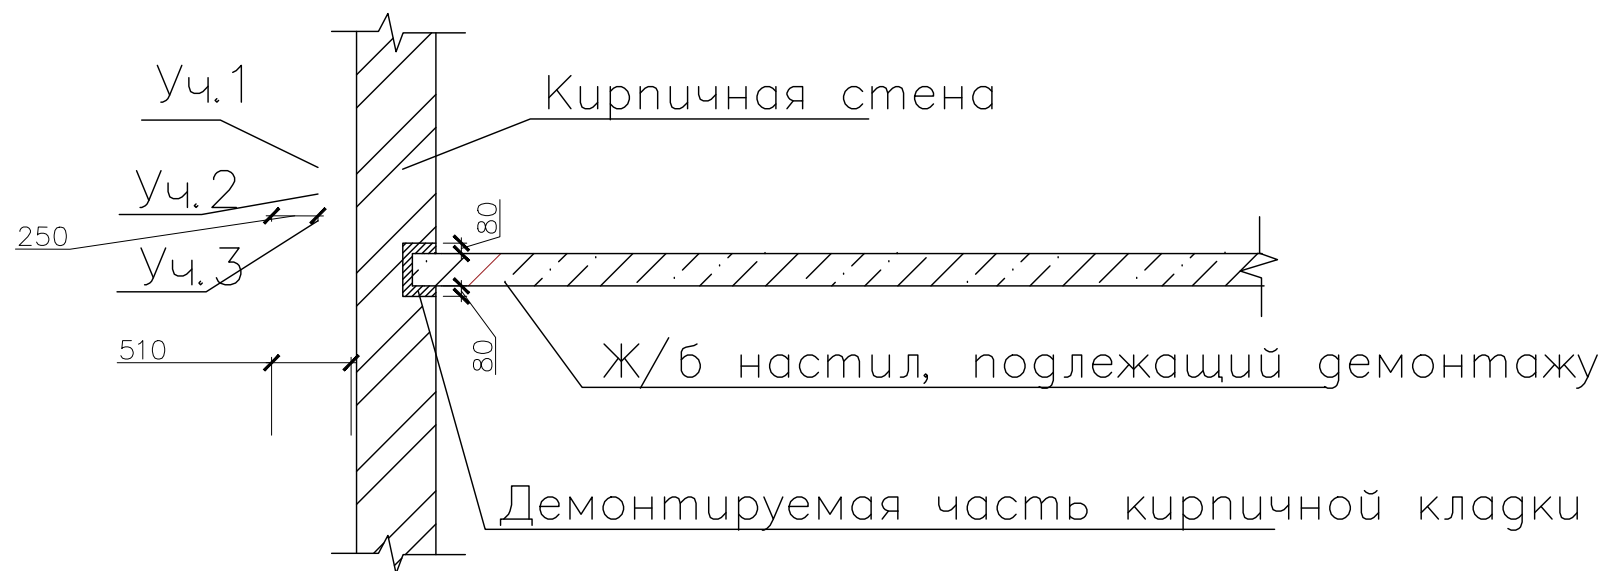 Уч.1
Кирпичная стена
Уч.2
80
250
Уч.3
510
80
Ж/б настил, подлежащий демонтажу
Демонтируемая часть кирпичной кладки